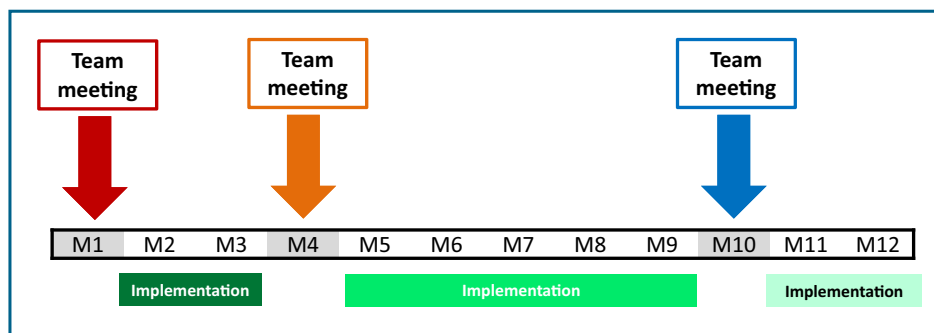 Team
meeting
Team
meeting
Team
meeting
M1 M2 M3 M4 M5 M6 M7 M8 M9 M10 M11 M12
Implementation Implementation Implementation